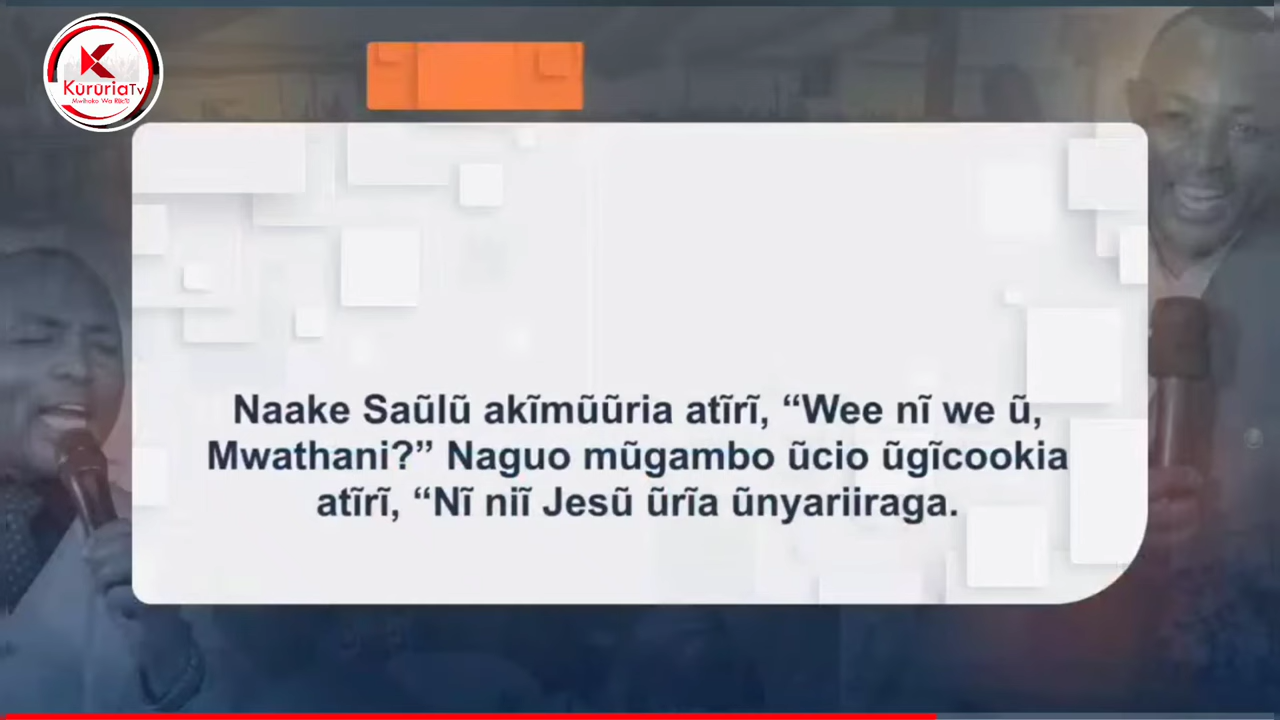 KururiaTv
Naake Saũlũ akĩmũũria atĩrĩ, “Wee nĩ we ũ,
Mwathani?” Naguo mũgambo ũcio ũgĩcookia
atĩrĩ, “Nĩ niĩ Jesũ ũrĩa ũnyariiraga.